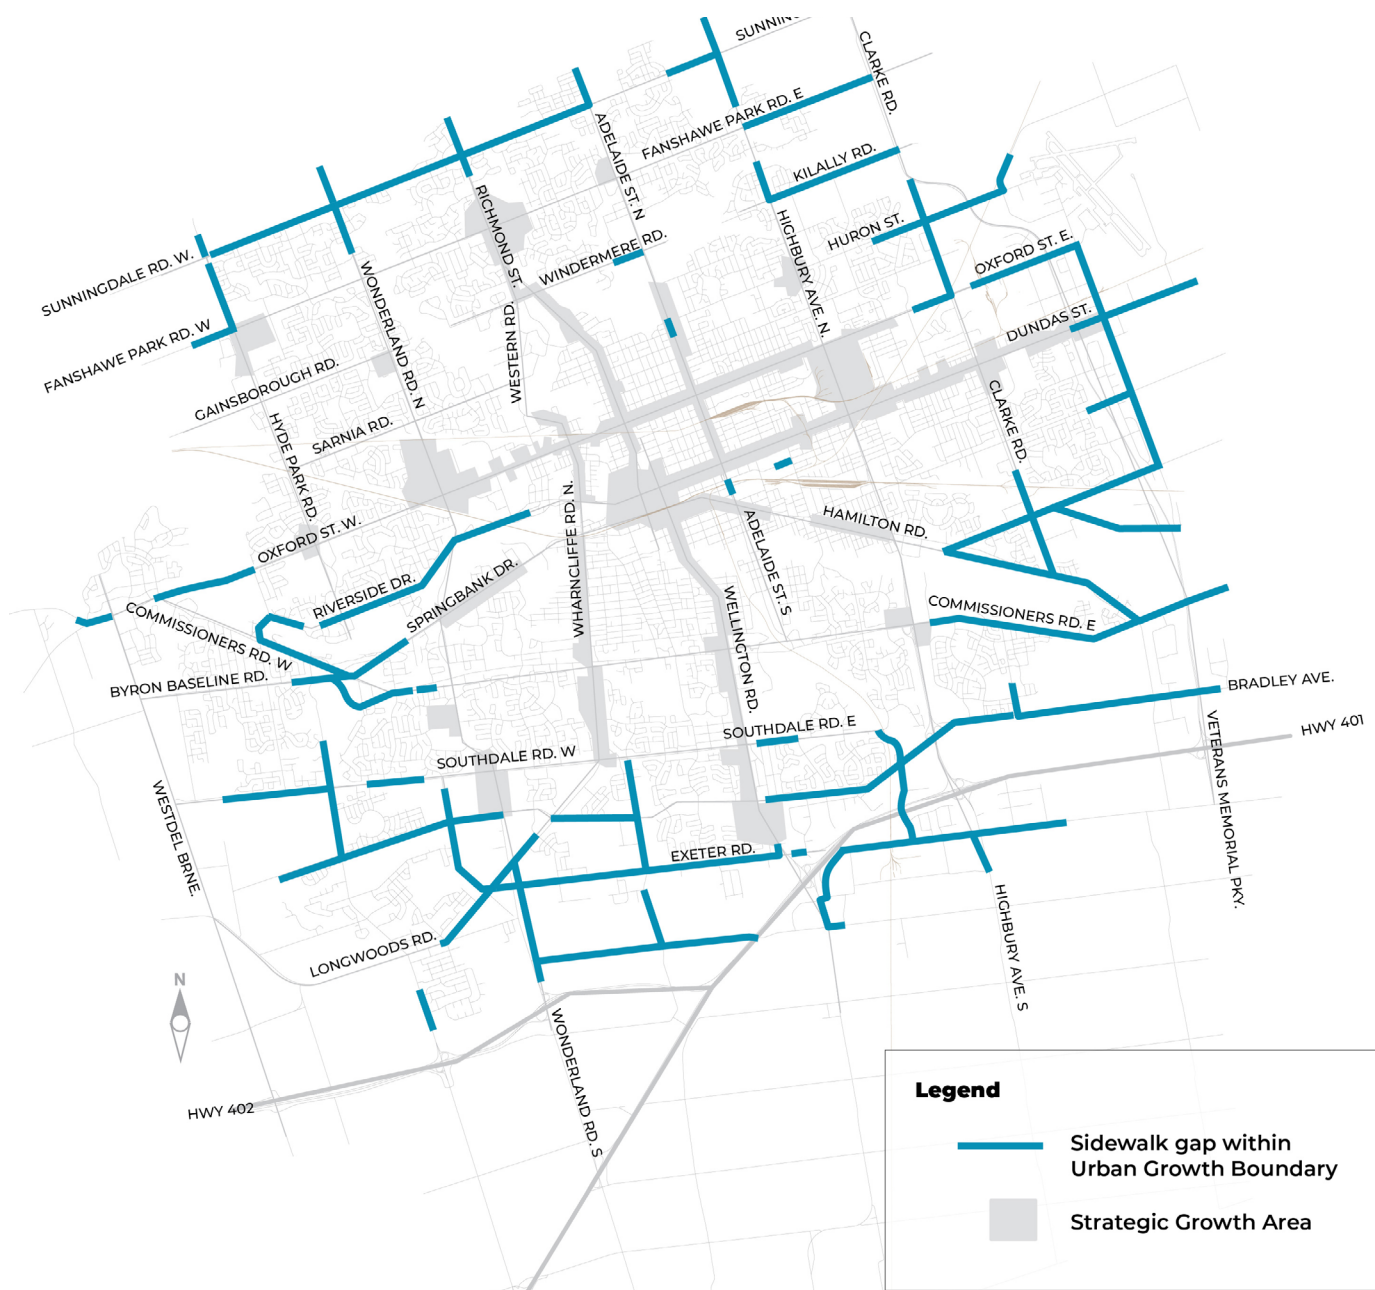 SUNNIN
CLARKE RD.
FANSHAWE PARK RD. E
ADELAIDE ST. N
KILALLY RD.
RICHMOND ST.
HIGHBURY AVE. N.
HURON ST.
WINDERMERE RD.
OXFORD ST. E.
SUNNINGDALE RD. W.
WONDERLAND RD. N
WESTERN RD.
DUNDAS ST.
FANSHAWE PARK RD. W
GAINSBOROUGH RD.
CLARKE RD.
SARNIA RD.
HYDE PARK RD.
WHARNCLIFFE RD. N.
HAMILTON RD.
ADELAIDE ST. S
OXFORD ST. W.
RIVERSIDE DR.
SPRINGBANK DR.
WELLINGTON RD.
COMMISSIONERS RD. E
COMMISSIONERS RD. W
BYRON BASELINE RD.
BRADLEY AVE.
HWY 401
VETERANS MEMORIAL PKY.
SOUTHDALE RD. E
SOUTHDALE RD. W
WESTDEL BRNE.
EXETER RD.
HIGHBURY AVE. S
LONGWOODS RD.
N
WONDERLAND RD. S
HWY 402
Legend
Sidewalk gap within
Urban Growth Boundary
Strategic Growth Area